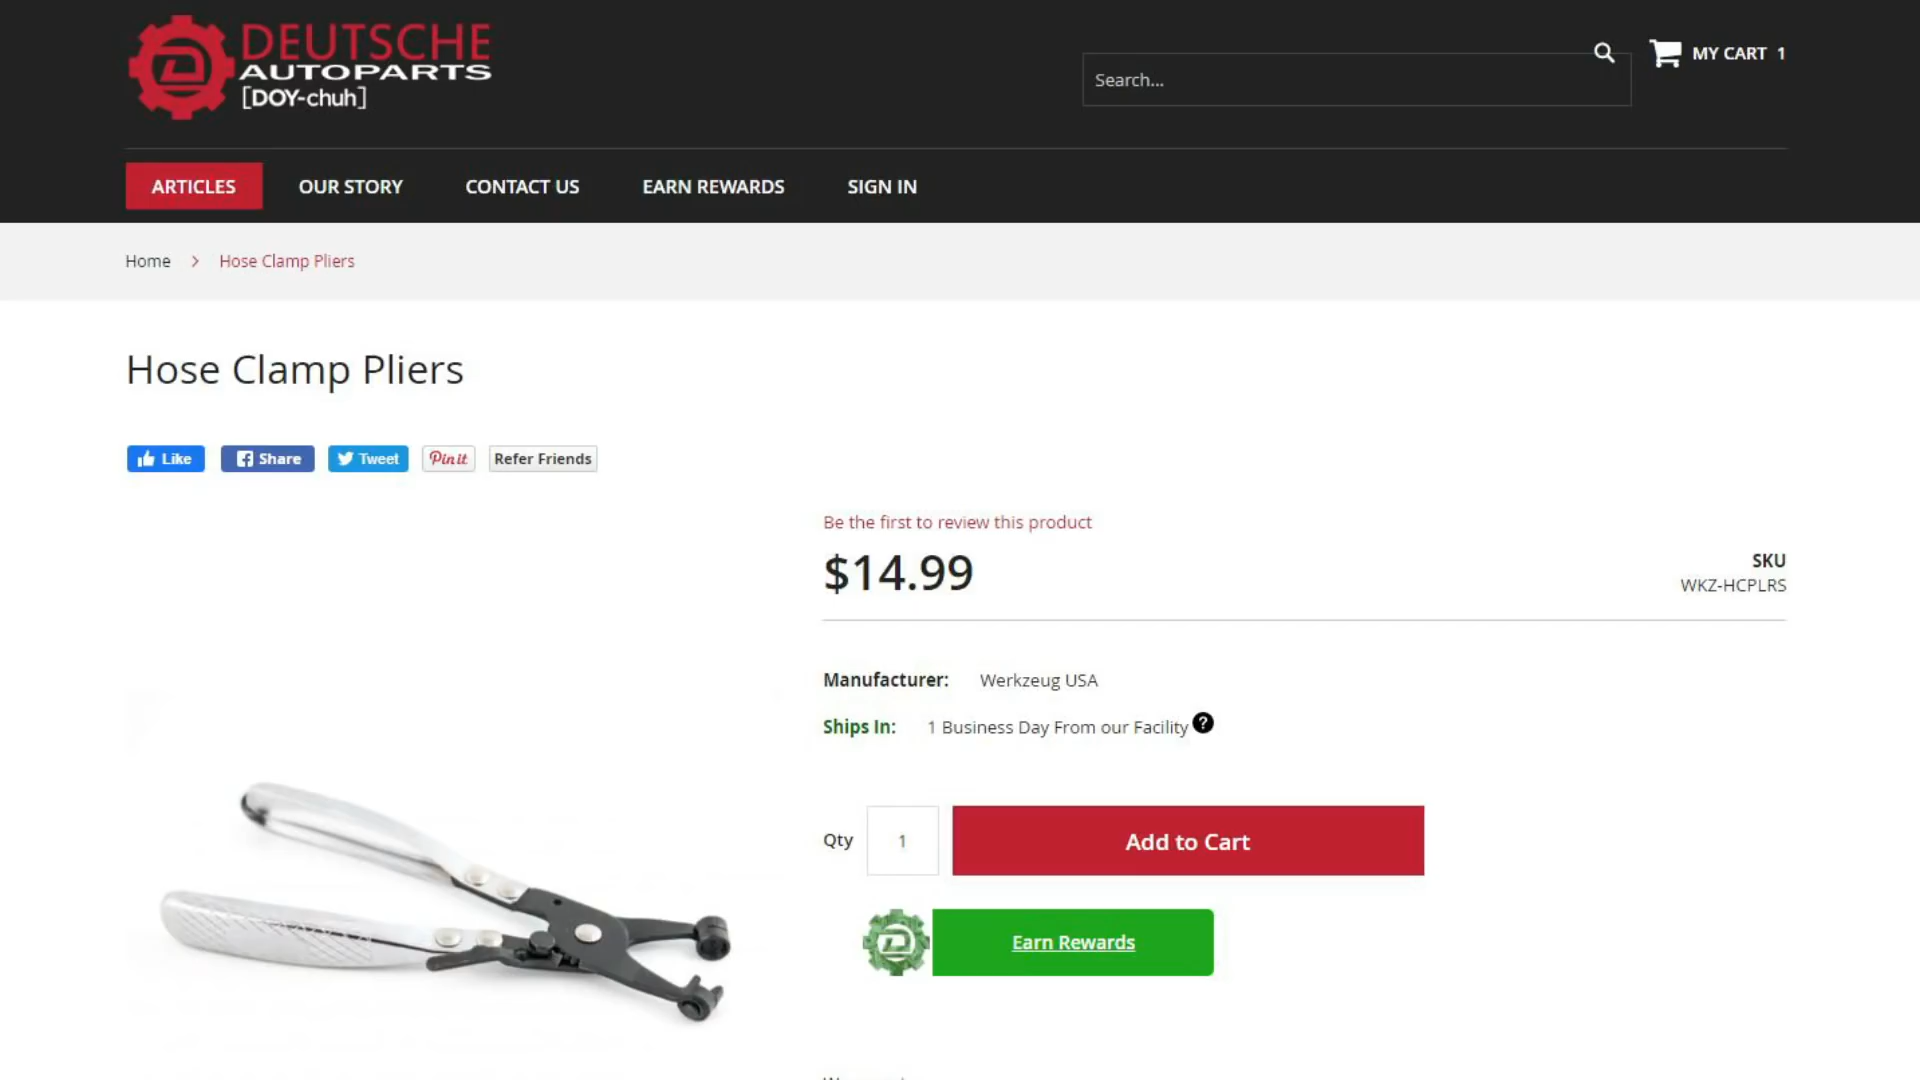 DEUTSCHE
AUTOPARTS
[DOY-chuh]
Search...
MY CART 1
ARTICLES OUR STORY CONTACT US EARN REWARDS SIGN IN
Home > Hose Clamp Pliers
Hose Clamp Pliers
Like Share Tweet Pin it Refer Friends
Be the first to review this product
$14.99
SKU
WKZ-HCPLRS
Manufacturer: Werkzeug USA
Ships In: 1 Business Day From our Facility ?
Qty 1 Add to Cart
Earn Rewards